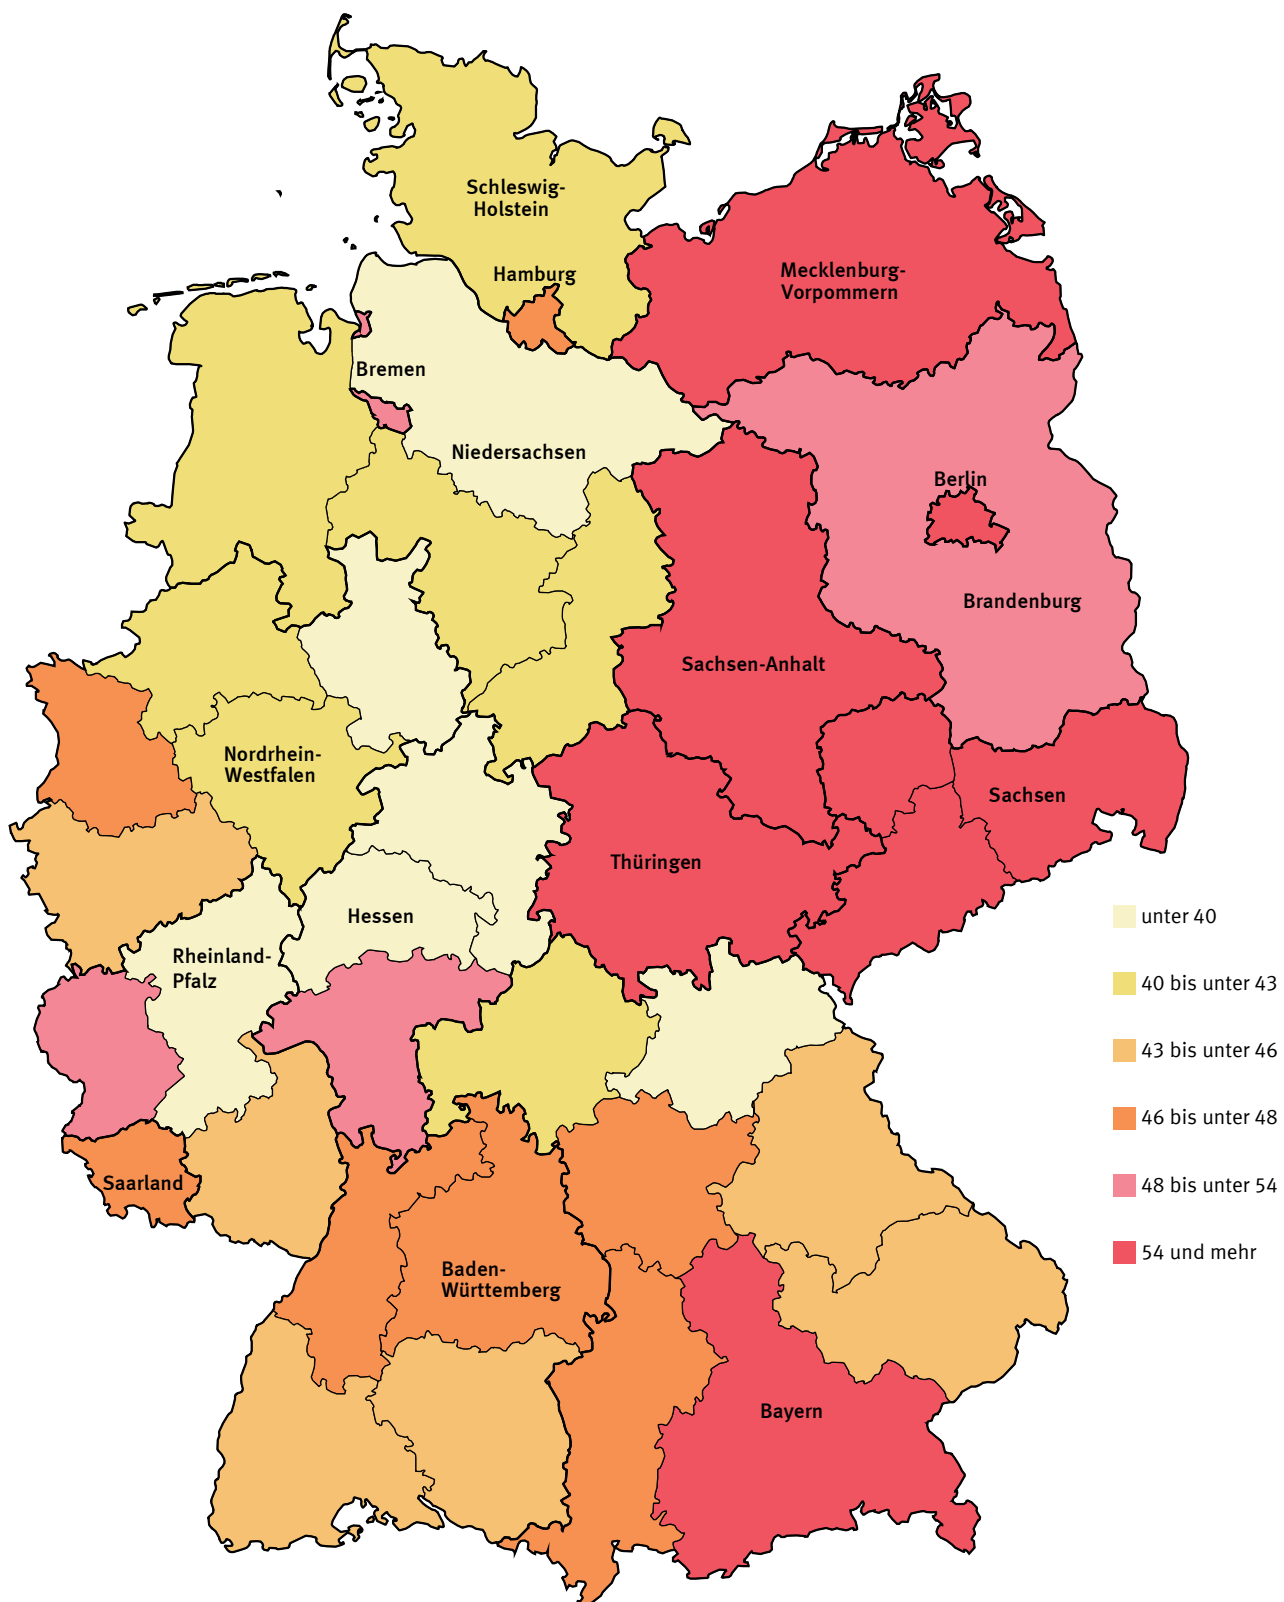 Schleswig-
Holstein
Hamburg
Mecklenburg-
Vorpommern
Bremen
Niedersachsen
Berlin
Brandenburg
Sachsen-Anhalt
Nordrhein-
Westfalen
Sachsen
Thüringen
Hessen
Rheinland-
Pfalz
Saarland
Baden-
Württemberg
Bayern
unter 40
40 bis unter 43
43 bis unter 46
46 bis unter 48
48 bis unter 54
54 und mehr